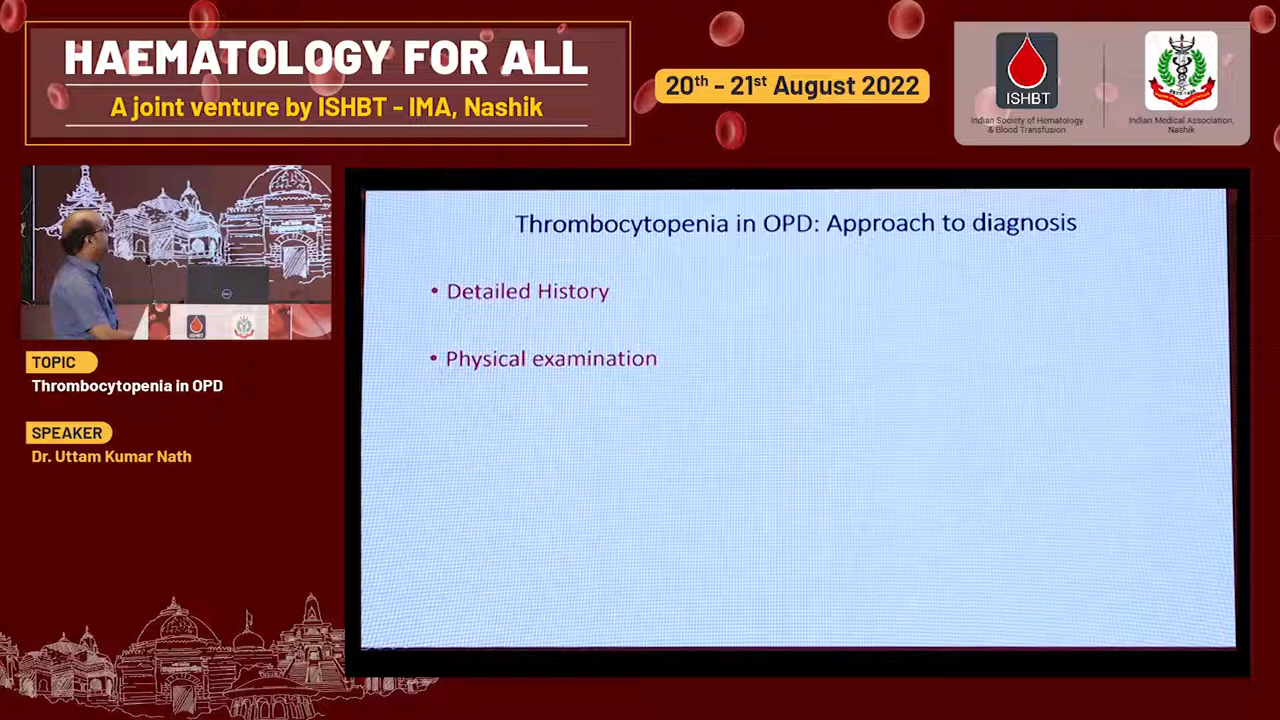 HAEMATOLOGY FOR ALL
A joint venture by ISHBT - IMA, Nashik
20th - 21st August 2022
ISHBT
Indian Society of Hematology
& Blood Transfusion
Indian Medical Association,
Nashik
TOPIC
Thrombocytopenia in OPD
SPEAKER
Dr. Uttam Kumar Nath
Thrombocytopenia in OPD: Approach to diagnosis
• Detailed History
• Physical examination